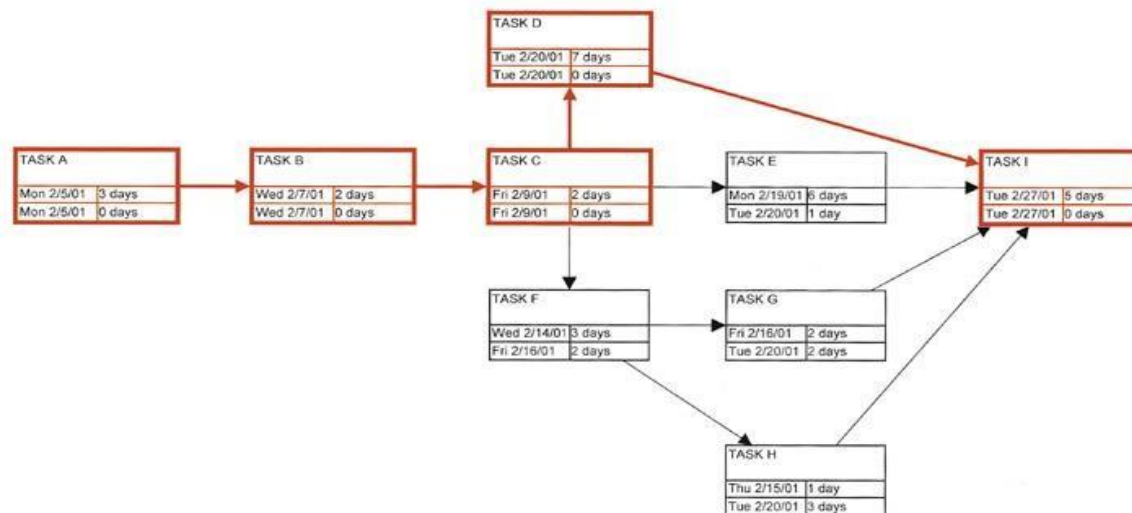 TASK D
Tue 2/20/01 7 days
Tue 2/20/01 0 days
TASK A
Mon 2/5/01 3 days
Mon 2/5/01 0 days
TASK B
Wed 2/7/01 2 days
Wed 2/7/01 0 days
TASK C
Fri 2/9/01 2 days
Fri 2/9/01 0 days
TASK E
Mon 2/19/01 6 days
Tue 2/20/01 1 day
TASK I
Tue 2/27/01 5 days
Tue 2/27/01 0 days
TASK F
Wed 2/14/01 3 days
Fri 2/16/01 2 days
TASK G
Fri 2/16/01 2 days
Tue 2/20/01 2 days
TASK H
Thu 2/15/01 1 day
Tue 2/20/01 3 days